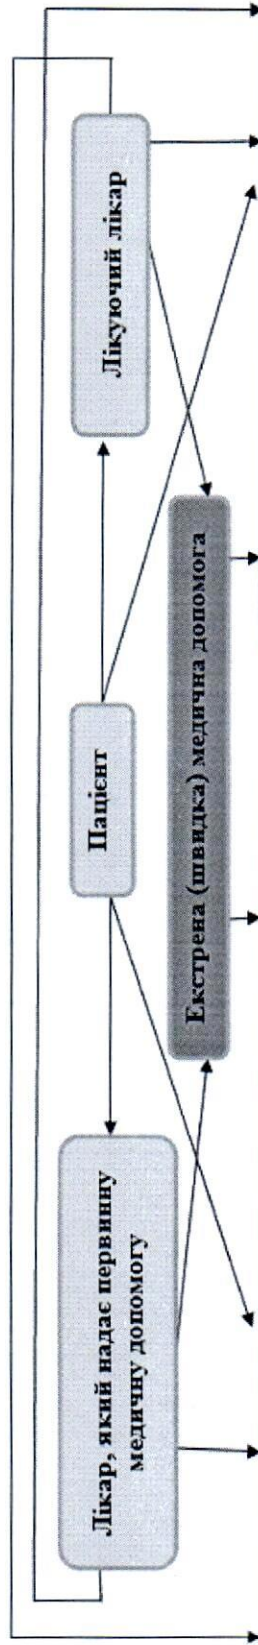 Лікар, який надає первинну
медичну допомогу
Пацієнт
Лікуючий лікар
Екстрена (швидка) медична допомога